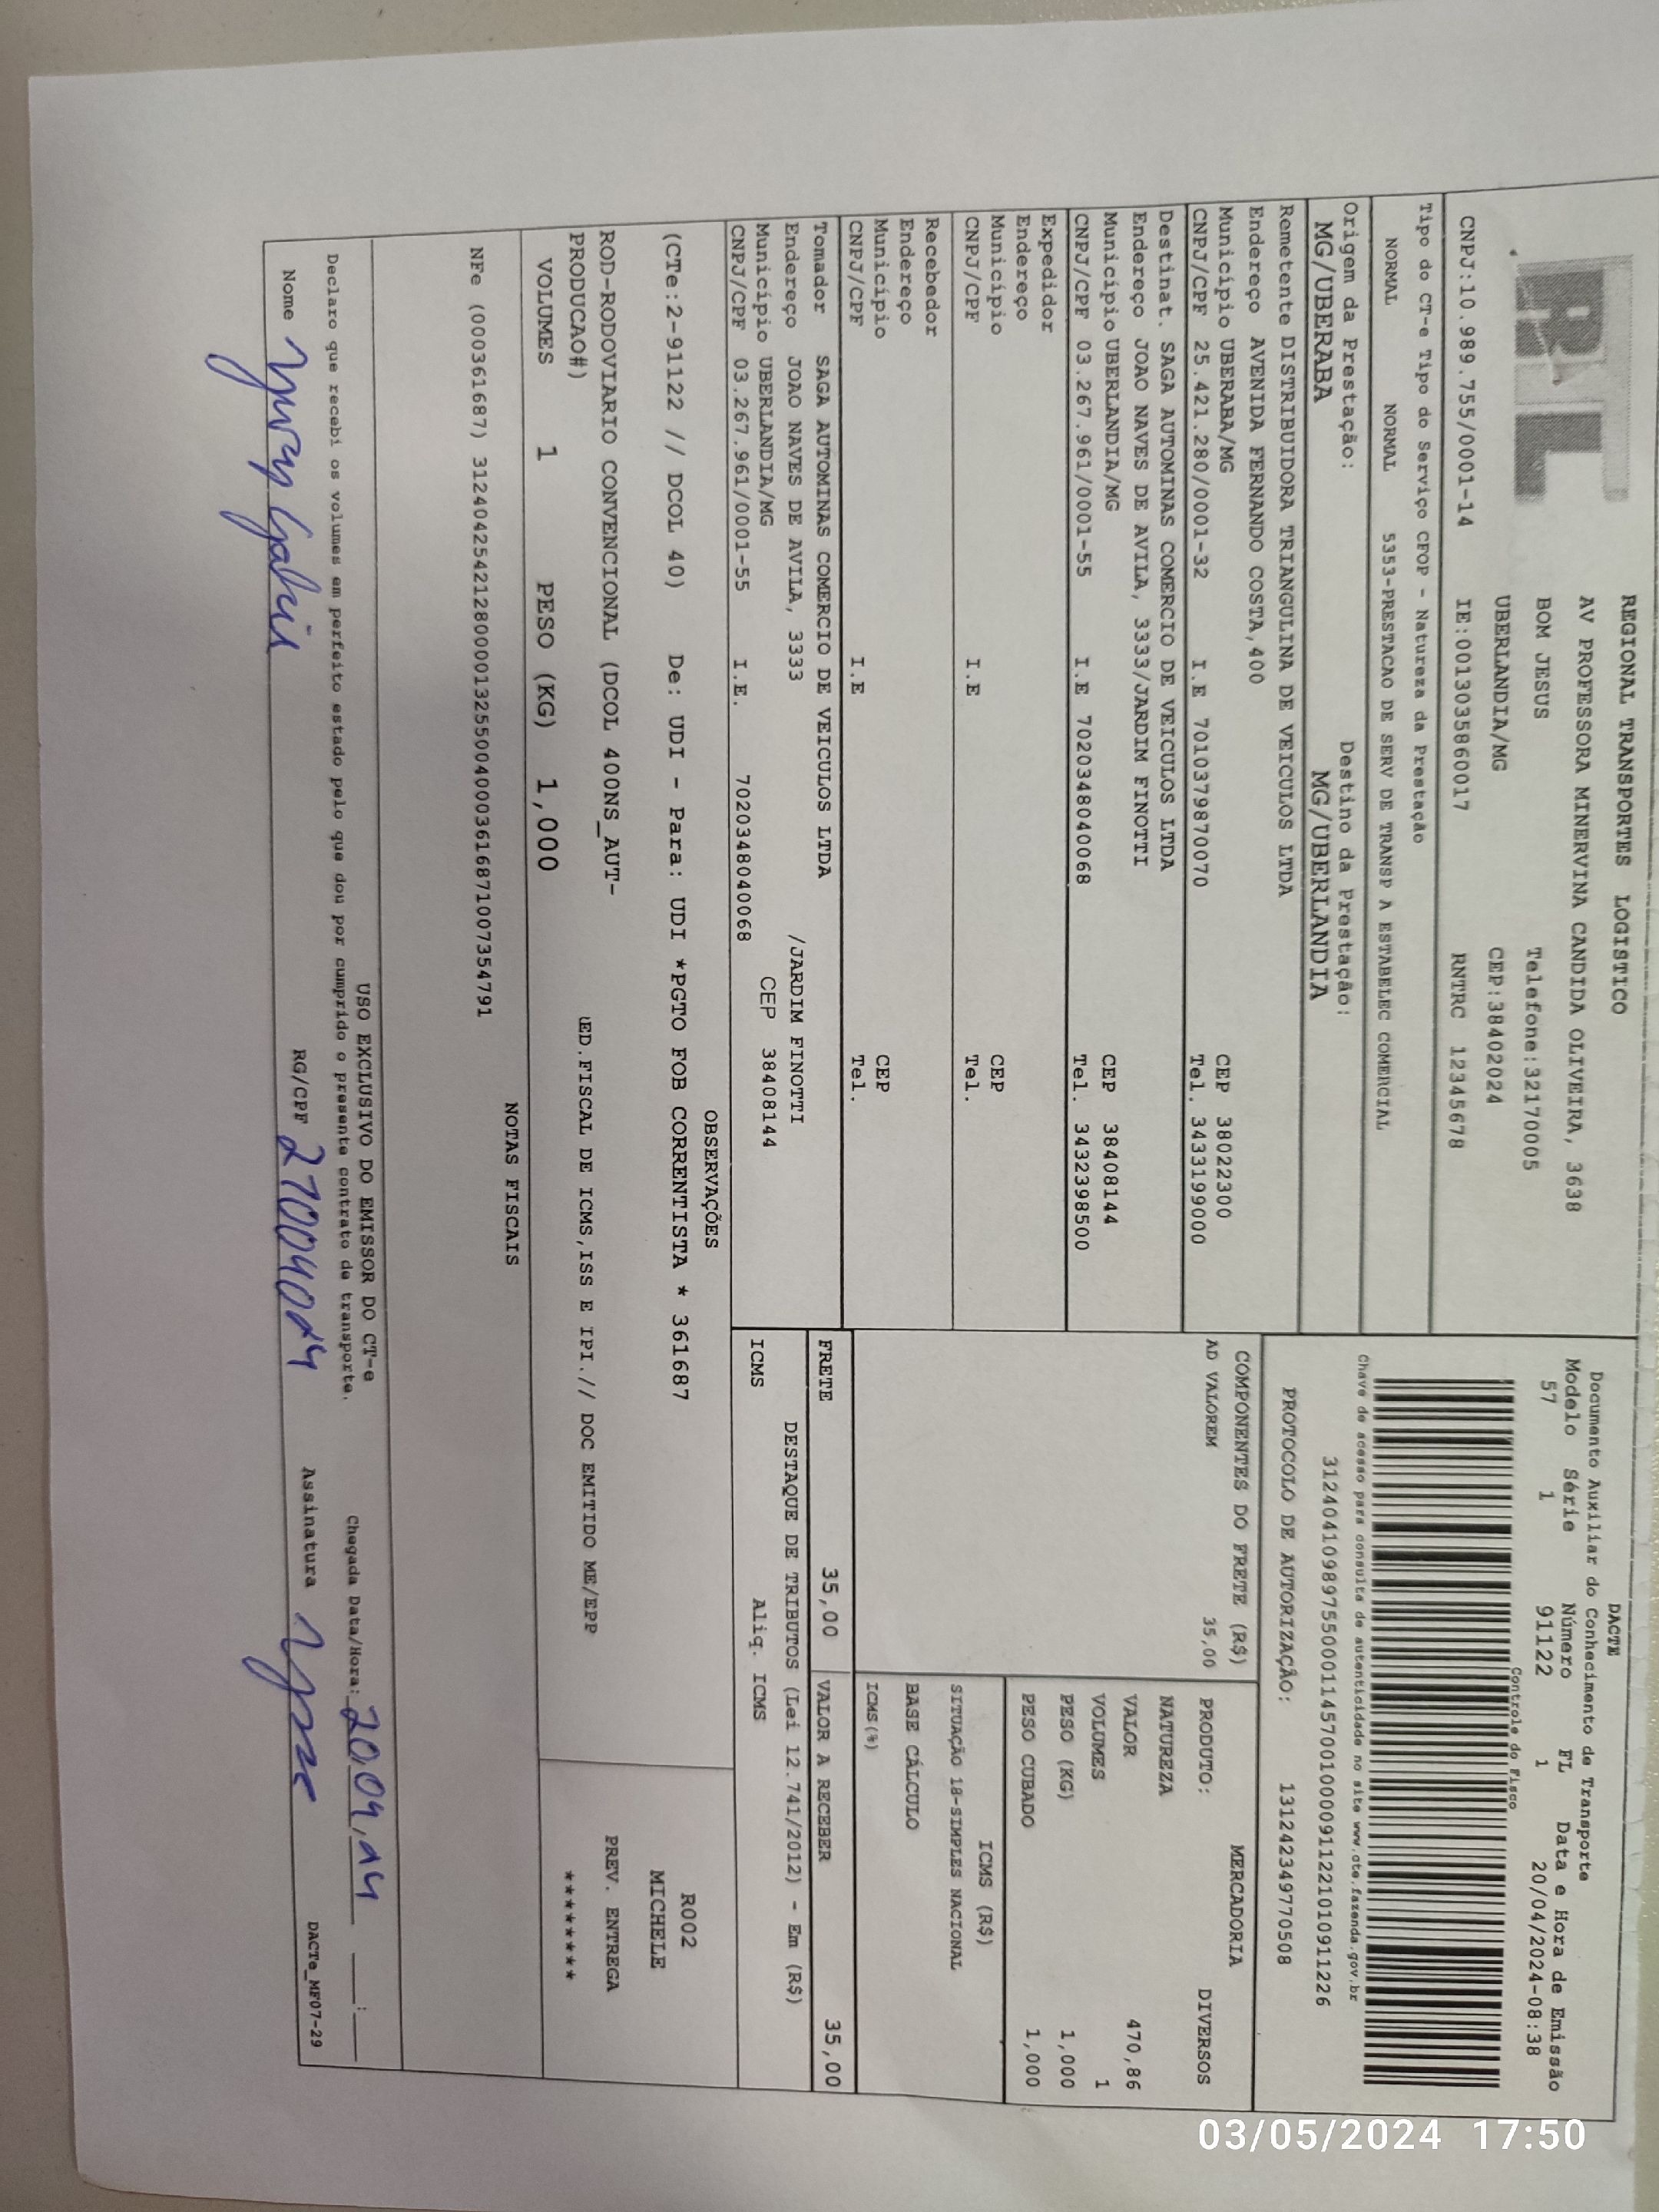 RTL
REGIONAL TRANSPORTES LOGISTICO
AV PROFESSORA MINERVINA CANDIDA OLIVEIRA, 3638
BOM JESUS Telefone:32170005
UBERLANDIA/MG CEP:38402024
CNPJ:10.989.755/0001-14 IE:0013035860017 RNTRC 12345678
Tipo do CT-e Tipo do Serviço CFOP - Natureza da Prestação
NORMAL NORMAL 5353-PRESTACAO DE SERV DE TRANSP A ESTABELEC COMERCIAL
Origem da Prestação: Destino da Prestação:
MG/UBERABA MG/UBERLANDIA
DACTE
Documento Auxiliar do Conhecimento de Transporte
Modelo Série Número FL Data e Hora de Emissão
57 1 91122 1 20/04/2024-08:38
Controle do Fisco
Chave de acesso para consulta de autenticidade no site www.cte.fazenda.gov.br
31240410989755000114570010000911221010911226
PROTOCOLO DE AUTORIZAÇÃO: 131242349770508
Remetente DISTRIBUIDORA TRIANGULINA DE VEICULOS LTDA
Endereço AVENIDA FERNANDO COSTA,400
Município UBERABA/MG CEP 38022300
CNPJ/CPF 25.421.280/0001-32 I.E 7010379870070 Tel. 3433199000
Destinat. SAGA AUTOMINAS COMERCIO DE VEICULOS LTDA
Endereço JOAO NAVES DE AVILA, 3333/JARDIM FINOTTI
Município UBERLANDIA/MG CEP 38408144
CNPJ/CPF 03.267.961/0001-55 I.E 7020348040068 Tel. 3432398500
Expedidor
Endereço
Município CEP
CNPJ/CPF I.E Tel.
Recebedor
Endereço
Município CEP
CNPJ/CPF I.E Tel.
Tomador SAGA AUTOMINAS COMERCIO DE VEICULOS LTDA
Endereço JOAO NAVES DE AVILA, 3333 /JARDIM FINOTTI
Município UBERLANDIA/MG CEP 38408144
CNPJ/CPF 03.267.961/0001-55 I.E. 7020348040068
COMPONENTES DO FRETE (R$)
AD VALOREM 35,00
MERCADORIA
PRODUTO: DIVERSOS
NATUREZA
VALOR 470,86
VOLUMES 1
PESO (KG) 1,000
PESO CUBADO 1,000
ICMS (R$)
SITUAÇÃO 18-SIMPLES NACIONAL
BASE CÁLCULO
ICMS(%)
FRETE 35,00 VALOR A RECEBER 35,00
DESTAQUE DE TRIBUTOS (Lei 12.741/2012) - Em (R$)
ICMS Aliq. ICMS
OBSERVAÇÕES
(CTe:2-91122 // DCOL 40) De: UDI - Para: UDI *PGTO FOB CORRENTISTA * 361687
R002
MICHELE
ROD-RODOVIARIO CONVENCIONAL (DCOL 400NS_AUT-
PRODUCAO#) ED.FISCAL DE ICMS,ISS E IPI.// DOC EMITIDO ME/EPP
PREV. ENTREGA
********
VOLUMES 1 PESO (KG) 1,000
NOTAS FISCAIS
NFe (000361687) 31240425421280000132550040003616871007354791
USO EXCLUSIVO DO EMISSOR DO CT-e
Declaro que recebi os volumes em perfeito estado pelo que dou por cumprido o presente contrato de transporte. Chegada Data/Hora: 20.04.14 __:__
Nome RG/CPF Assinatura
DACTe_MF07-29
03/05/2024 17:50